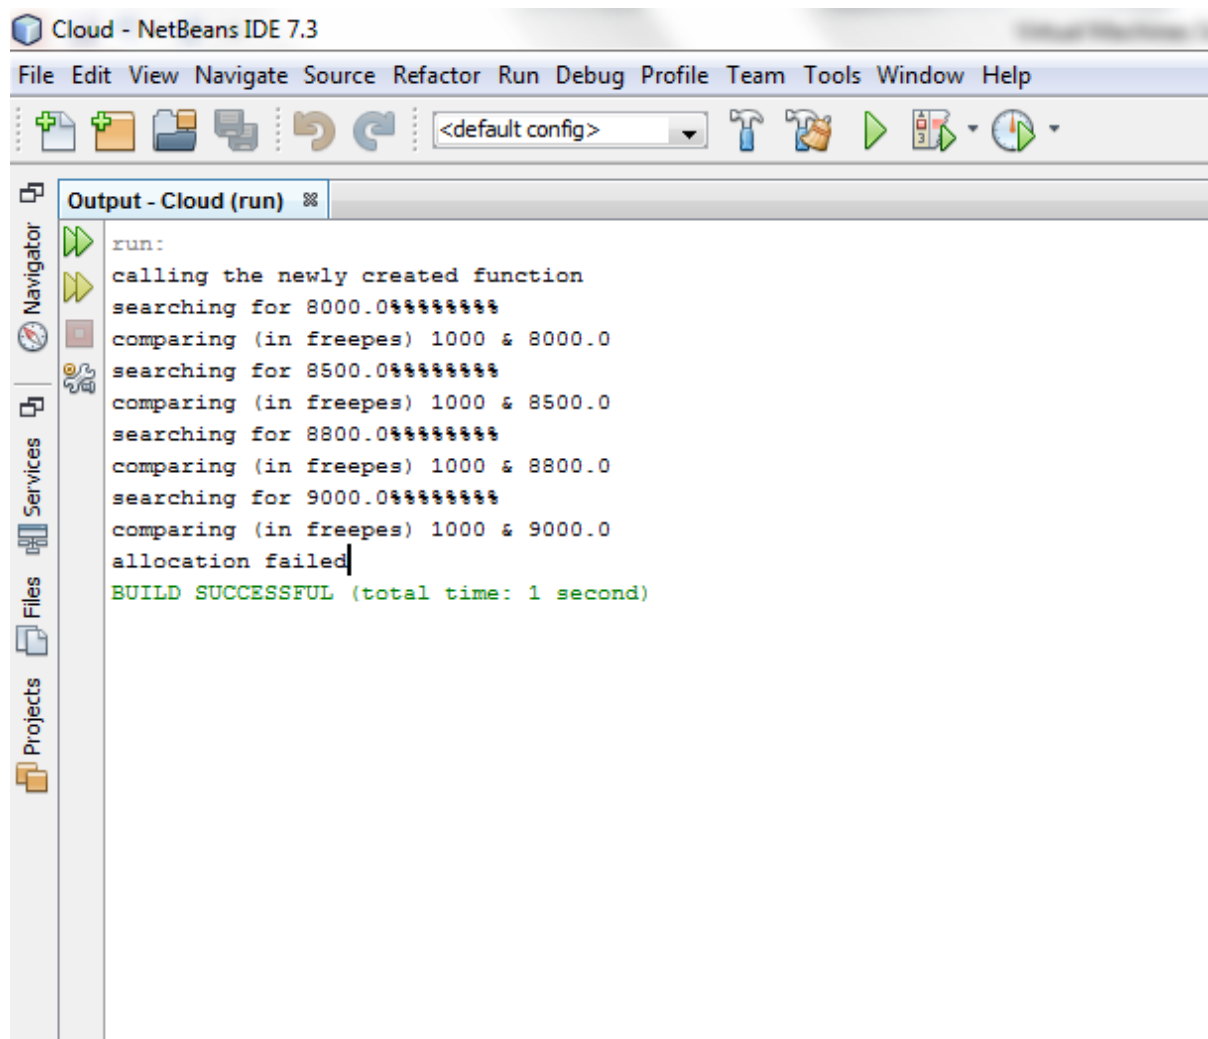 Cloud - NetBeans IDE 7.3
File Edit View Navigate Source Refactor Run Debug Profile Team Tools Window Help
<default config>
Output - Cloud (run)
run:
calling the newly created function
searching for 8000.0%%%%%%%%%
comparing (in freepes) 1000 & 8000.0
searching for 8500.0%%%%%%%%%
comparing (in freepes) 1000 & 8500.0
searching for 8800.0%%%%%%%%%
comparing (in freepes) 1000 & 8800.0
searching for 9000.0%%%%%%%%%
comparing (in freepes) 1000 & 9000.0
allocation failed
BUILD SUCCESSFUL (total time: 1 second)
Navigator
Services
Files
Projects